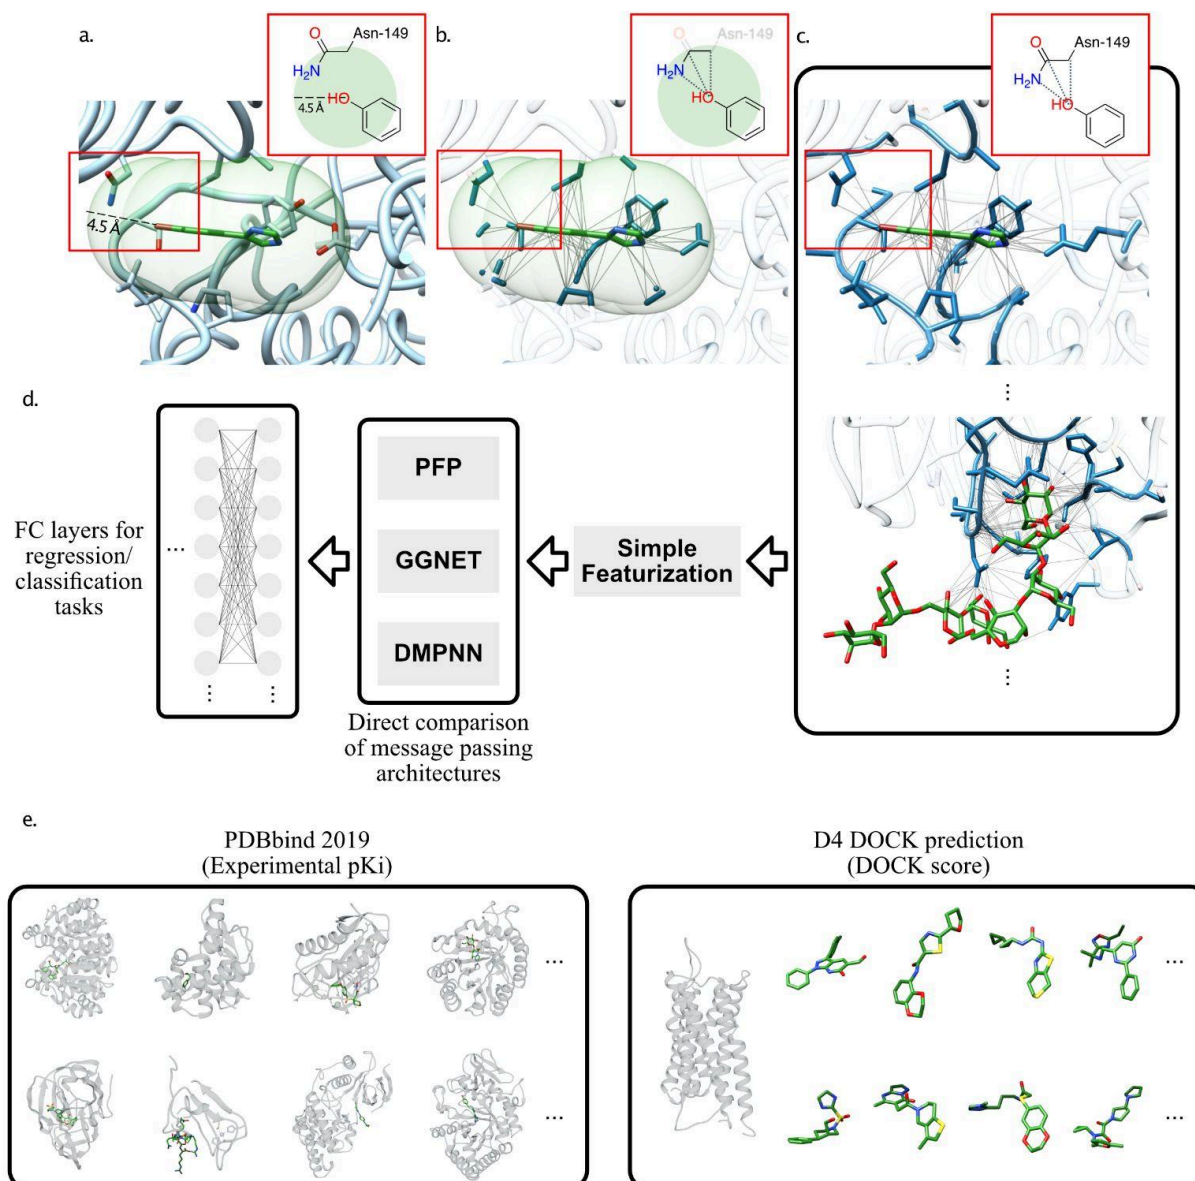 a.
O
Asn-149
H₂N
HO
4.5 Å
4.5 Å
b.
O
Asn-149
H₂N
HO
c.
O
Asn-149
H₂N
HO
⋮
⋮
d.
FC layers for
regression/
classification
tasks
...
⋮ ⋮
PFP
GGNET
DMPNN
Direct comparison
of message passing
architectures
Simple
Featurization
e.
PDBbind 2019
(Experimental pKi)
...
...
D4 DOCK prediction
(DOCK score)
...
...